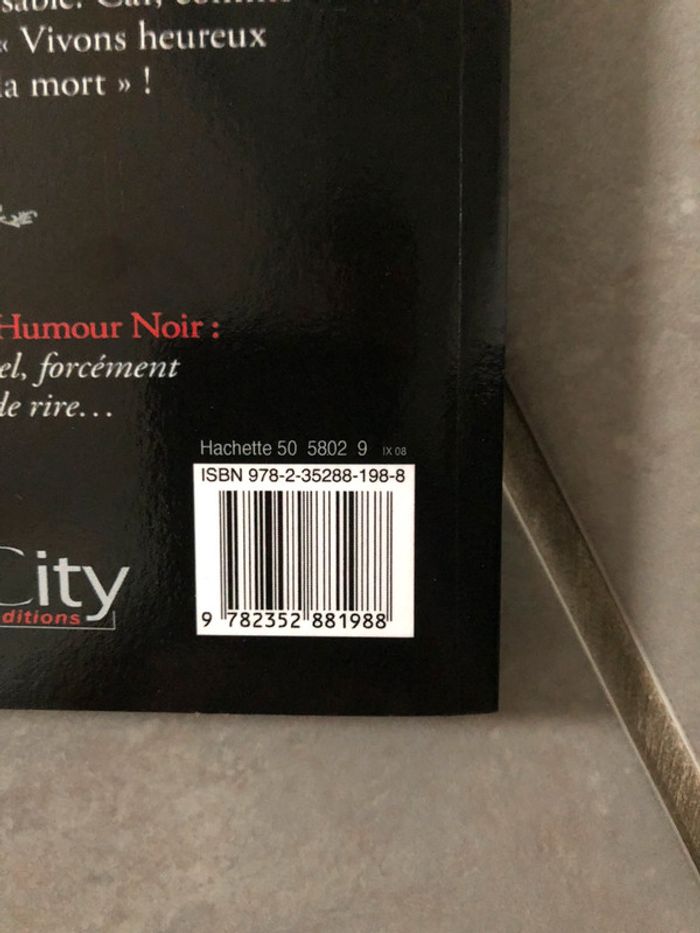 « Vivons heureux
la mort » !
Humour Noir :
el, forcément
de rire…
Hachette 50 5802 9 IX 08
ISBN 978-2-35288-198-8
City
ditions
9 782352 881988